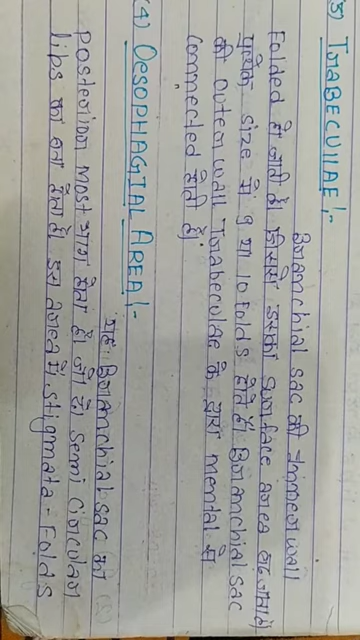 (3) TRABECULAE :-
Branchial sac की Immer wall
Folded हो जाती है जिससे इसका surface area बढ़ जाता है
प्रत्येक size में 9 या 10 Folds होते हैं। Branchial sac
की outer wall Trabeculae के द्वारा mental से
connected होती है।
(4) OESOPHAGIAL AREA :-
यह Branchial sac का
posterior most भाग होता है। जो दो semi circular
lips का बना होता है। इस area में stigmata - Folds